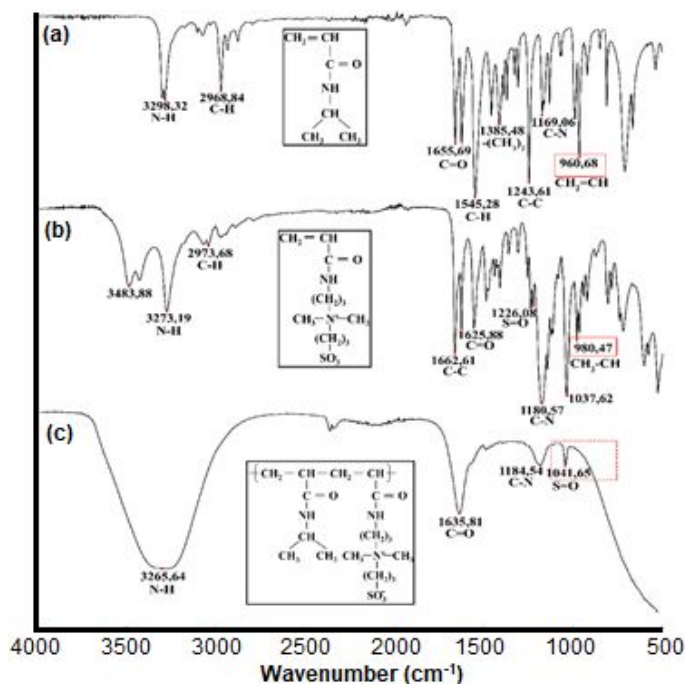 (a)
3298,32
N-H
2968,84
C-H
CH₂=CH
C=O
NH
CH
CH₃ CH₃
1655,69
C=O
1545,28
C-H
1385,48
-(CH₃)₂
1243,61
C-C
1169,06
C-N
960,68
CH₂=CH
(b)
3483,88
3273,19
N-H
2973,68
C-H
CH₂=CH
C=O
NH
(CH₂)₃
CH₃-N⁺-CH₃
(CH₂)₃
SO₃⁻
1662,61
C-C
1625,88
C=O
1226,08
S=O
1180,57
C-N
1037,62
980,47
CH₂-CH
(c)
3265,64
N-H
CH₂ CH CH₂ CH
C=O C=O
NH NH
CH (CH₂)₃
CH₃ CH₃ CH₃-N⁺-CH₃
(CH₂)₃
SO₃⁻
1635,81
C=O
1184,54
C-N
1041,65
S=O
4000 3500 3000 2500 2000 1500 1000 500
Wavenumber (cm⁻¹)